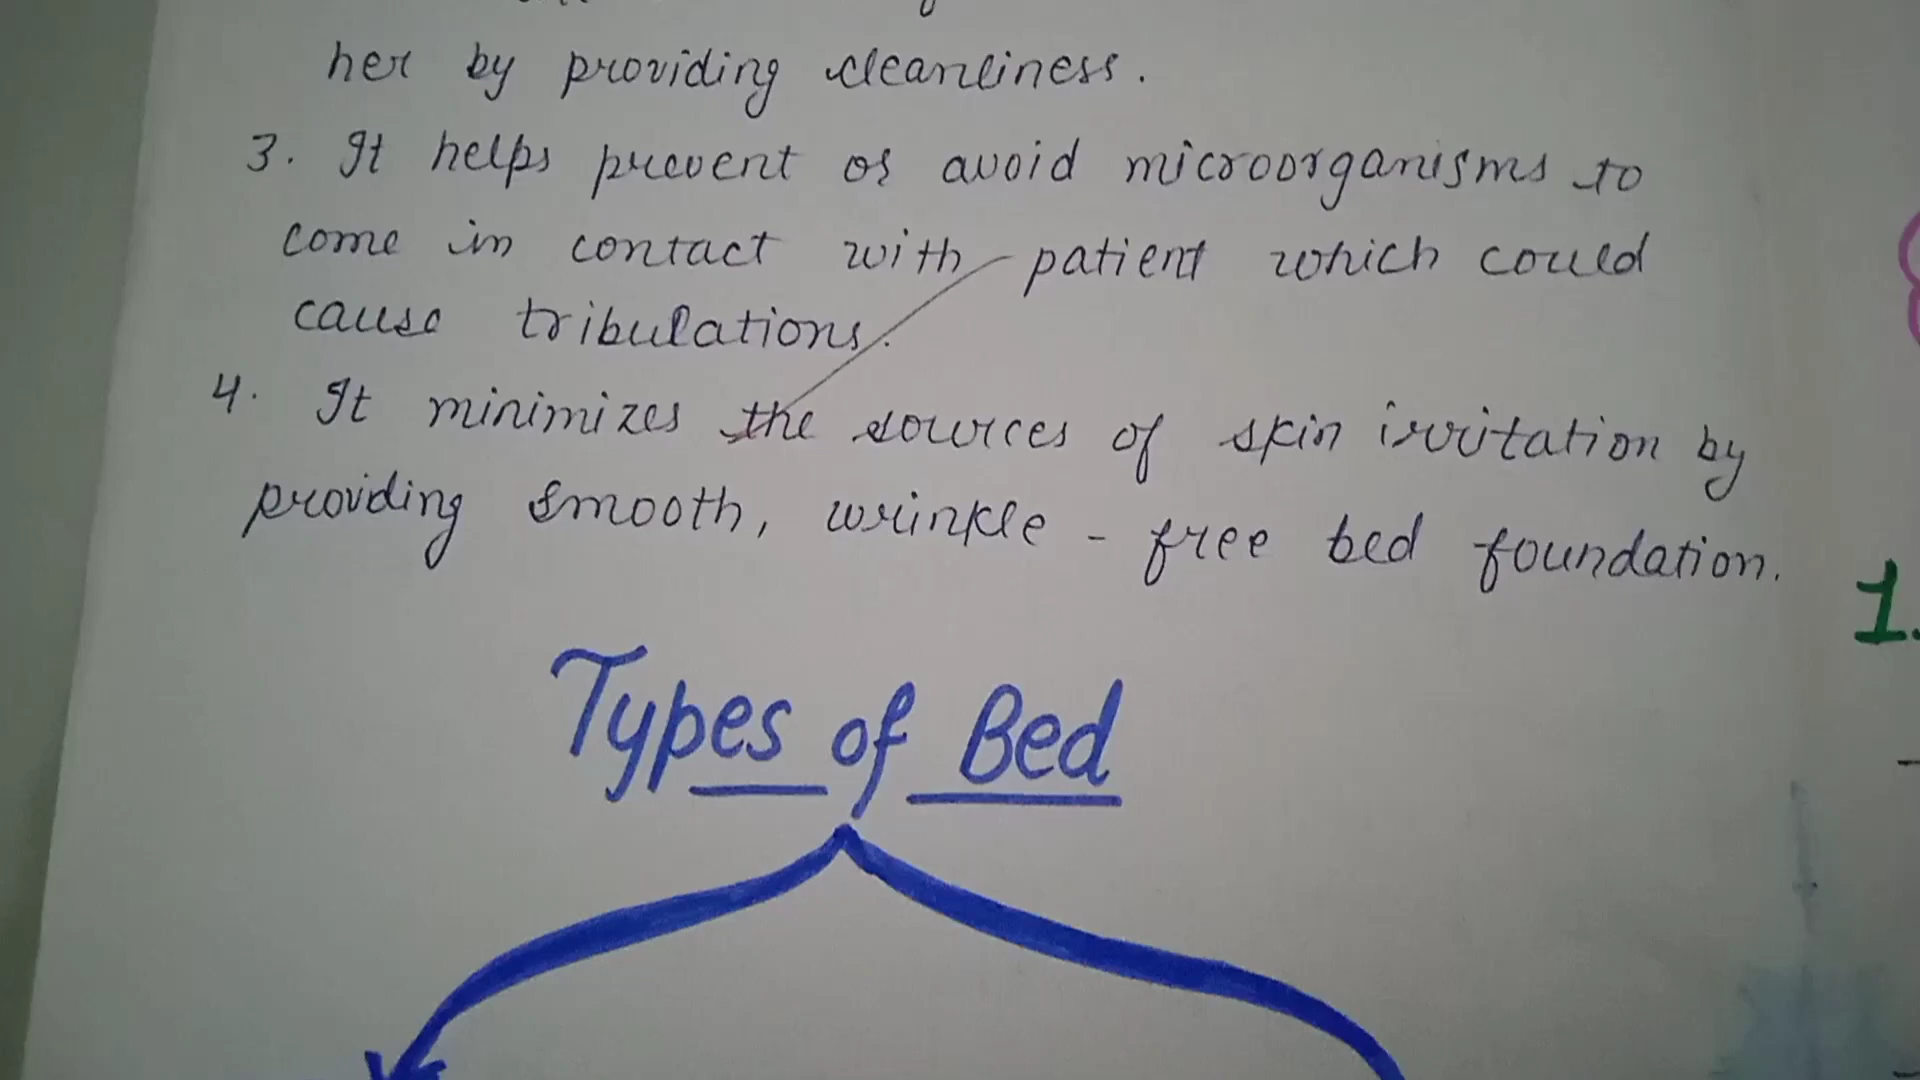 her by providing cleanliness.
3. It helps prevent or avoid microorganisms to
come in contact with patient which could
cause tribulations.
4. It minimizes the sources of skin irritation by
providing smooth, wrinkle - free bed foundation.
Types of Bed
1.